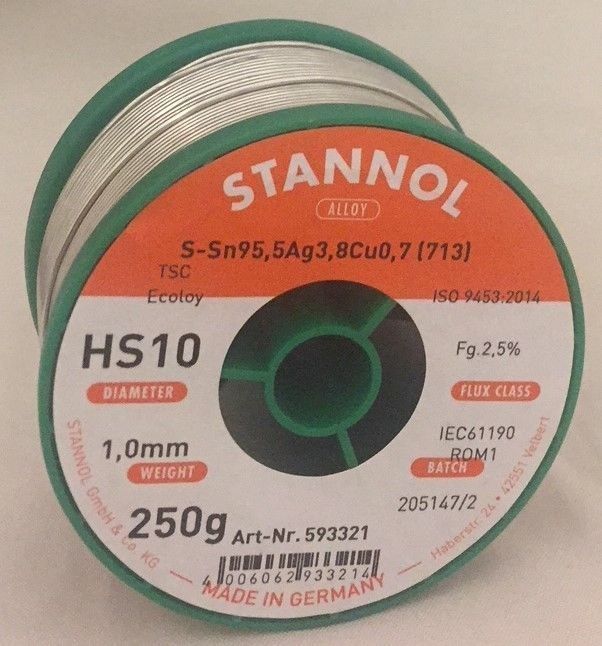 STANNOL
ALLOY
S-Sn95,5Ag3,8Cu0,7 (713)
TSC
Ecoloy
ISO 9453:2014
HS10
Fg.2,5%
DIAMETER
FLUX CLASS
1,0mm
IEC61190
ROM1
WEIGHT
BATCH
250g
205147/2
Art-Nr. 593321
4 006062 933214
STANNOL GmbH & Co. KG
MADE IN GERMANY
Haberstr. 24 • 42551 Velbert